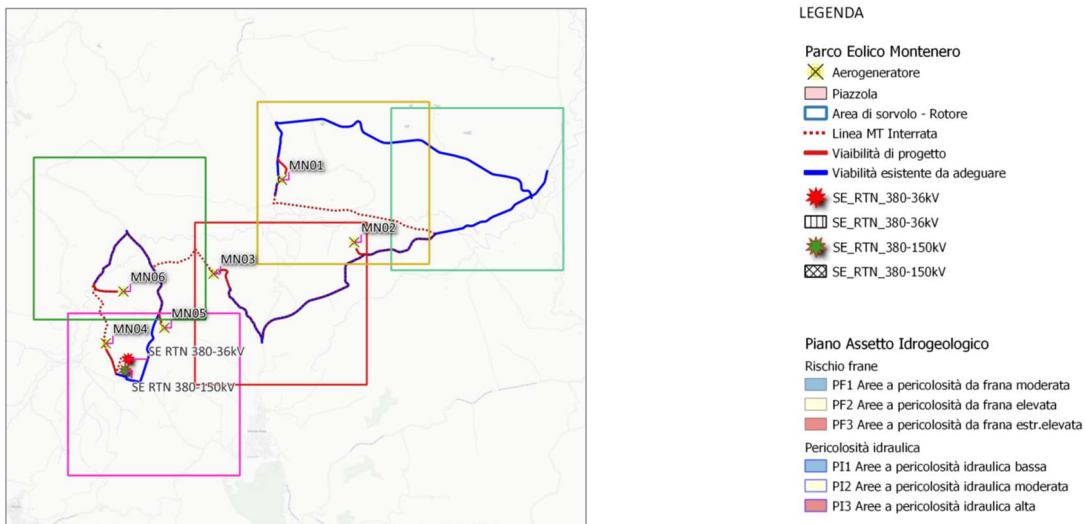 MN01
MN02
MN03
MN06
MN05
MN04
SE RTN 380-36kV
SE RTN 380-150kV
LEGENDA
Parco Eolico Montenero
Aerogeneratore
Piazzola
Area di sorvolo - Rotore
Linea MT Interrata
Viaibilità di progetto
Viabilità esistente da adeguare
SE_RTN_380-36kV
SE_RTN_380-36kV
SE_RTN_380-150kV
SE_RTN_380-150kV
Piano Assetto Idrogeologico
Rischio frane
PF1 Aree a pericolosità da frana moderata
PF2 Aree a pericolosità da frana elevata
PF3 Aree a pericolosità da frana estr.elevata
Pericolosità idraulica
PI1 Aree a pericolosità idraulica bassa
PI2 Aree a pericolosità idraulica moderata
PI3 Aree a pericolosità idraulica alta